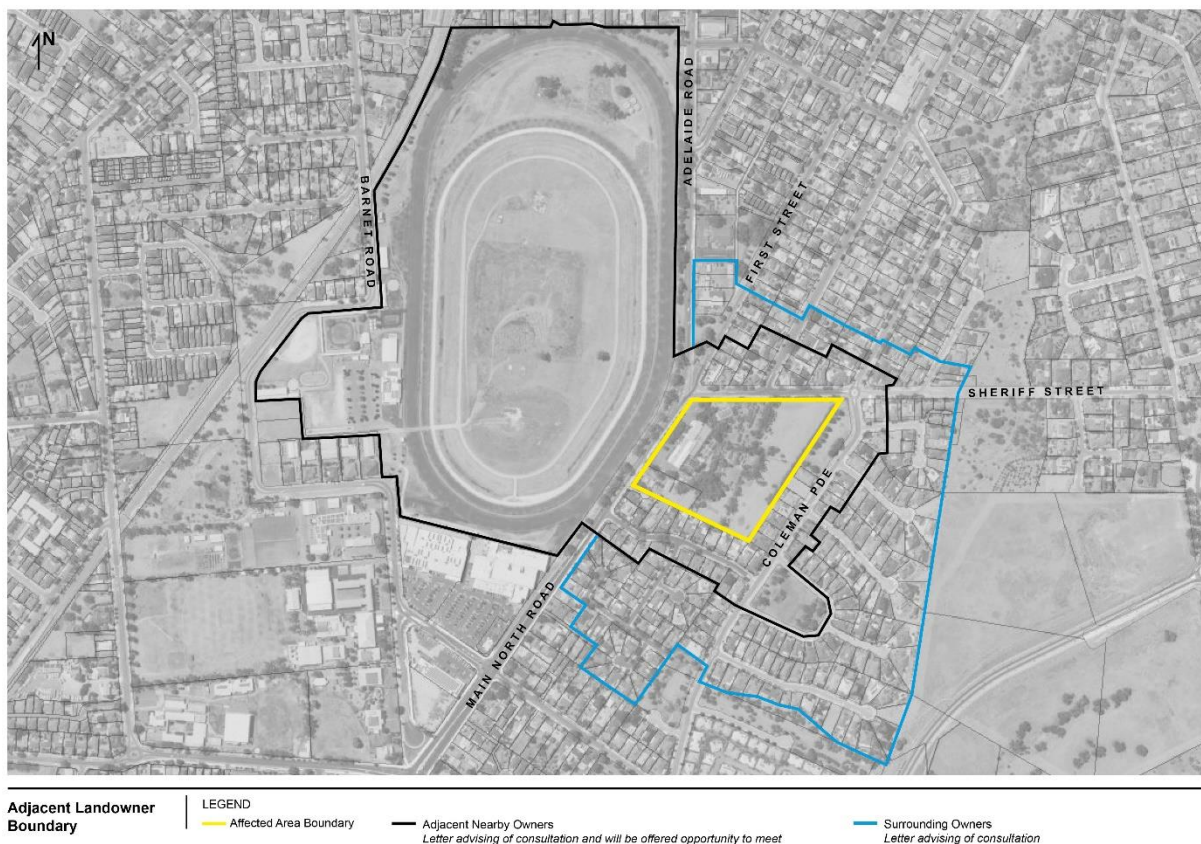 N
ADELAIDE ROAD
BARNET ROAD
FIRST STREET
SHERIFF STREET
COLEMAN PDE
MAIN NORTH ROAD
Adjacent Landowner
Boundary
LEGEND
Affected Area Boundary
Adjacent Nearby Owners
Letter advising of consultation and will be offered opportunity to meet
Surrounding Owners
Letter advising of consultation